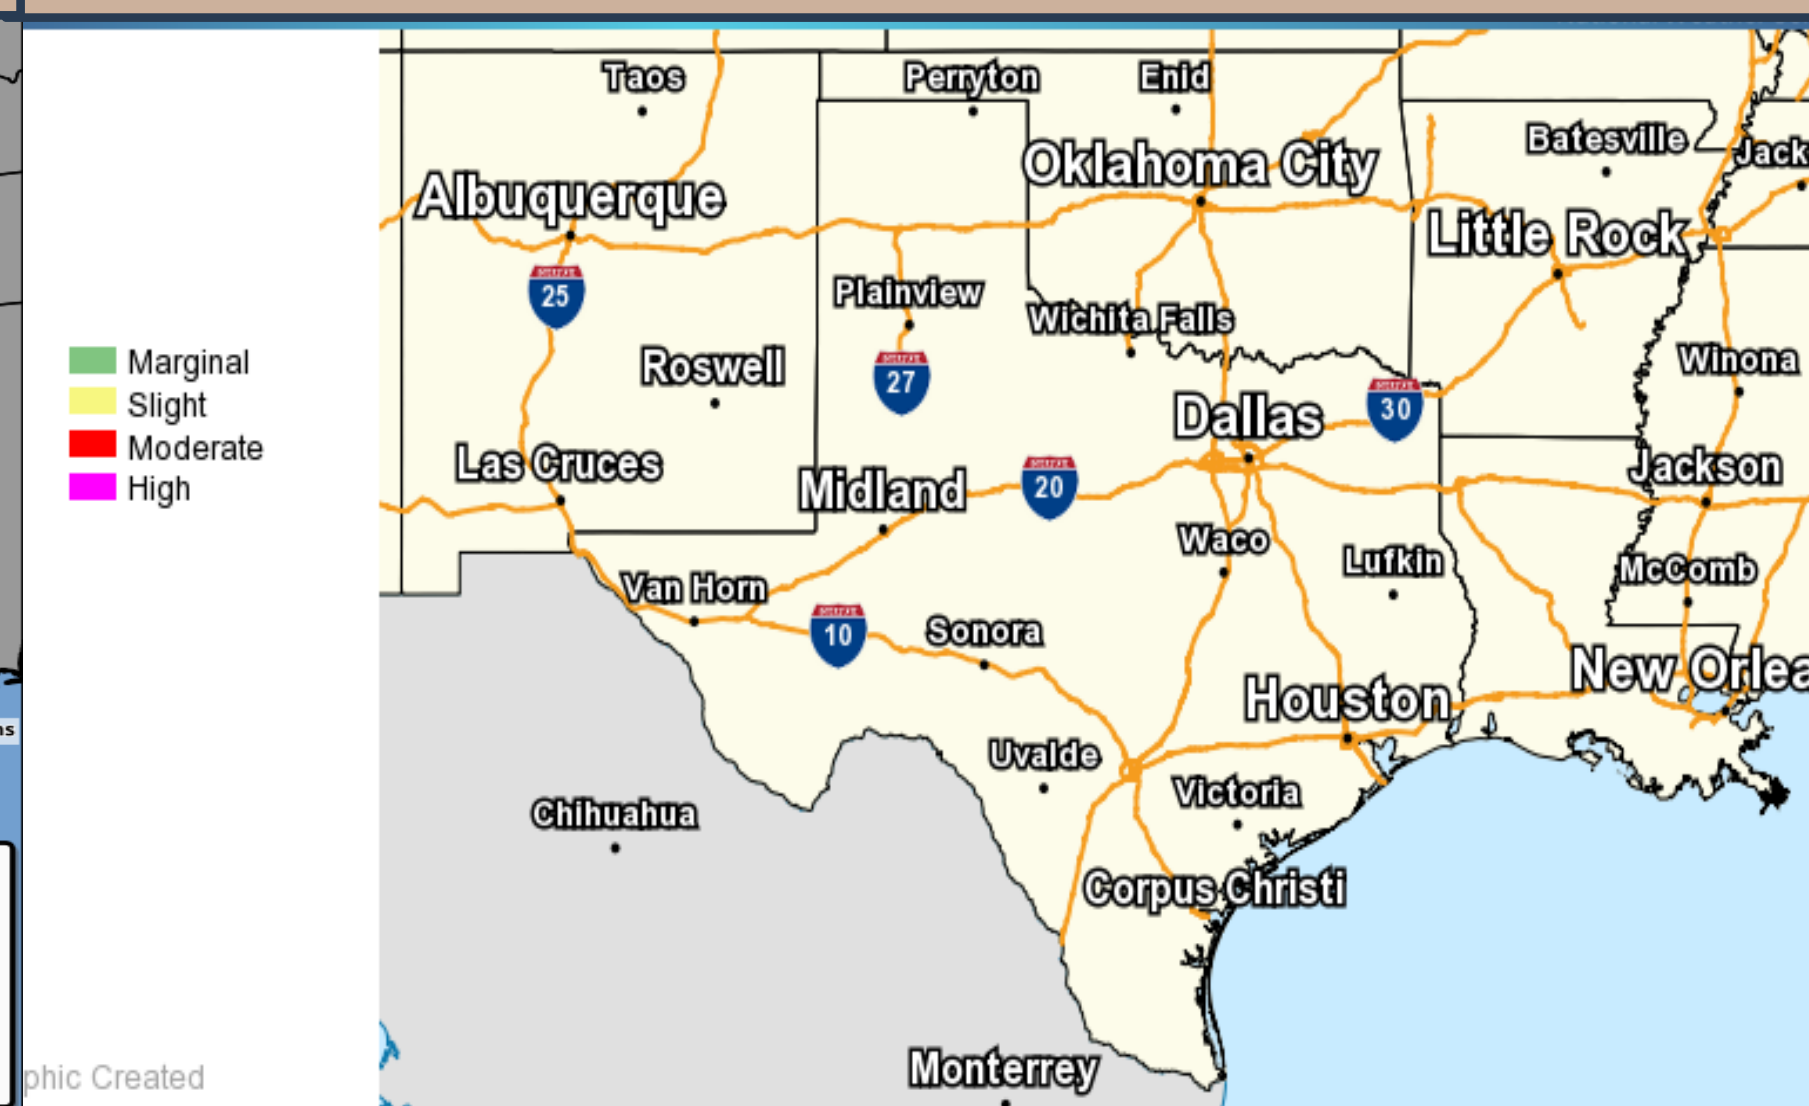 Taos
Perryton
Enid
Batesville
Oklahoma City
Jack
Albuquerque
Little Rock
25
Plainview
Wichita Falls
Roswell
27
Winona
Marginal
Slight
Moderate
High
Dallas
30
Las Cruces
Midland
20
Jackson
Waco
Lufkin
McComb
Van Horn
10
Sonora
New Orlea
Houston
ns
Uvalde
Victoria
Chihuahua
Corpus Christi
Monterrey
phic Created